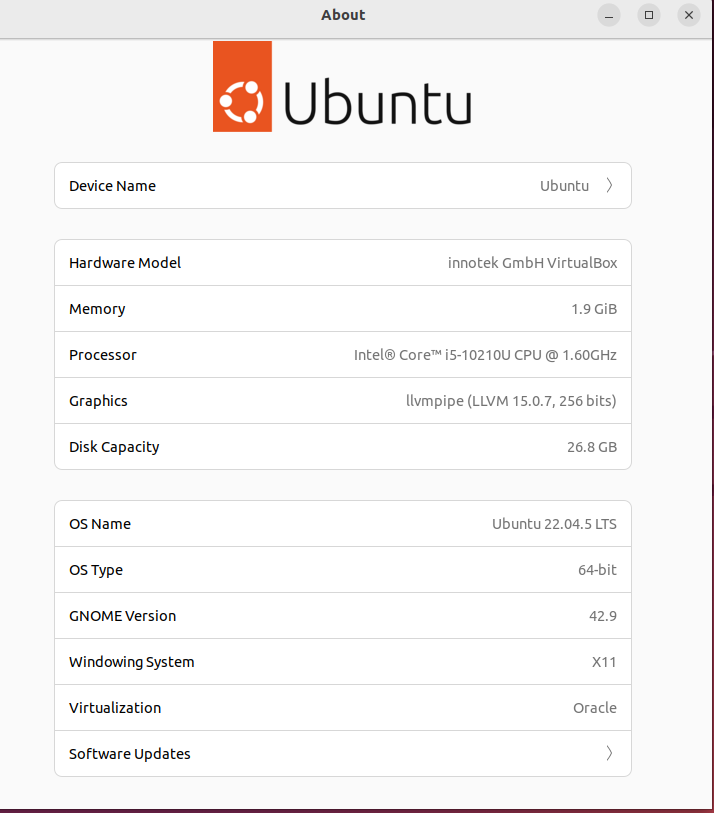 About
Ubuntu
Device Name Ubuntu
Hardware Model innotek GmbH VirtualBox
Memory 1.9 GiB
Processor Intel® Core™ i5-10210U CPU @ 1.60GHz
Graphics llvmpipe (LLVM 15.0.7, 256 bits)
Disk Capacity 26.8 GB
OS Name Ubuntu 22.04.5 LTS
OS Type 64-bit
GNOME Version 42.9
Windowing System X11
Virtualization Oracle
Software Updates